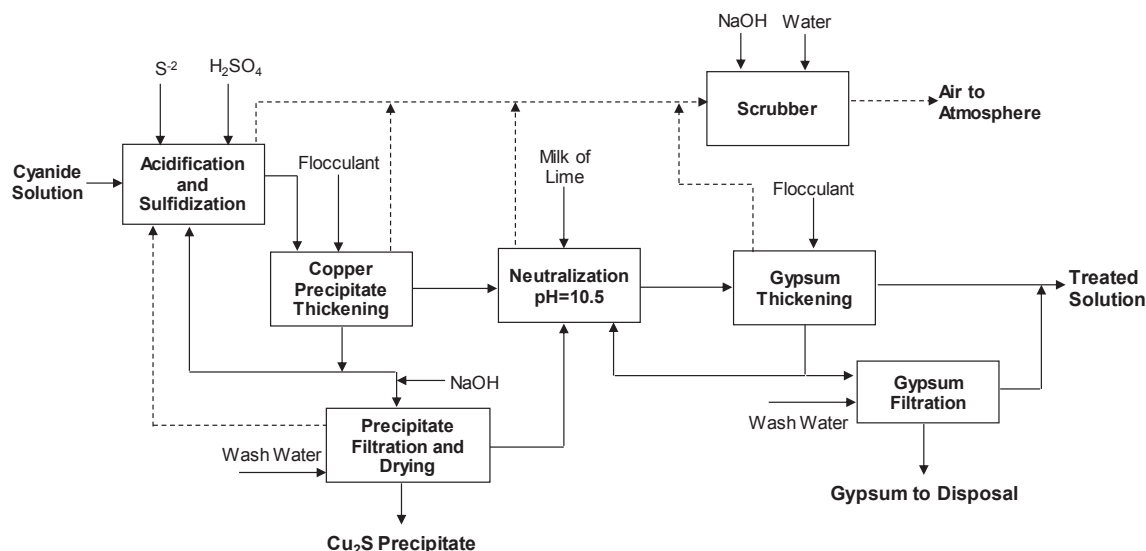 NaOH
Water
S⁻²
H₂SO₄
Scrubber
Air to
Atmosphere
Cyanide
Solution
Acidification
and
Sulfidization
Flocculant
Milk of
Lime
Flocculant
Copper
Precipitate
Thickening
Neutralization
pH=10.5
Gypsum
Thickening
Treated
Solution
NaOH
Gypsum
Filtration
Wash Water
Precipitate
Filtration and
Drying
Wash Water
Gypsum to Disposal
Cu₂S Precipitate